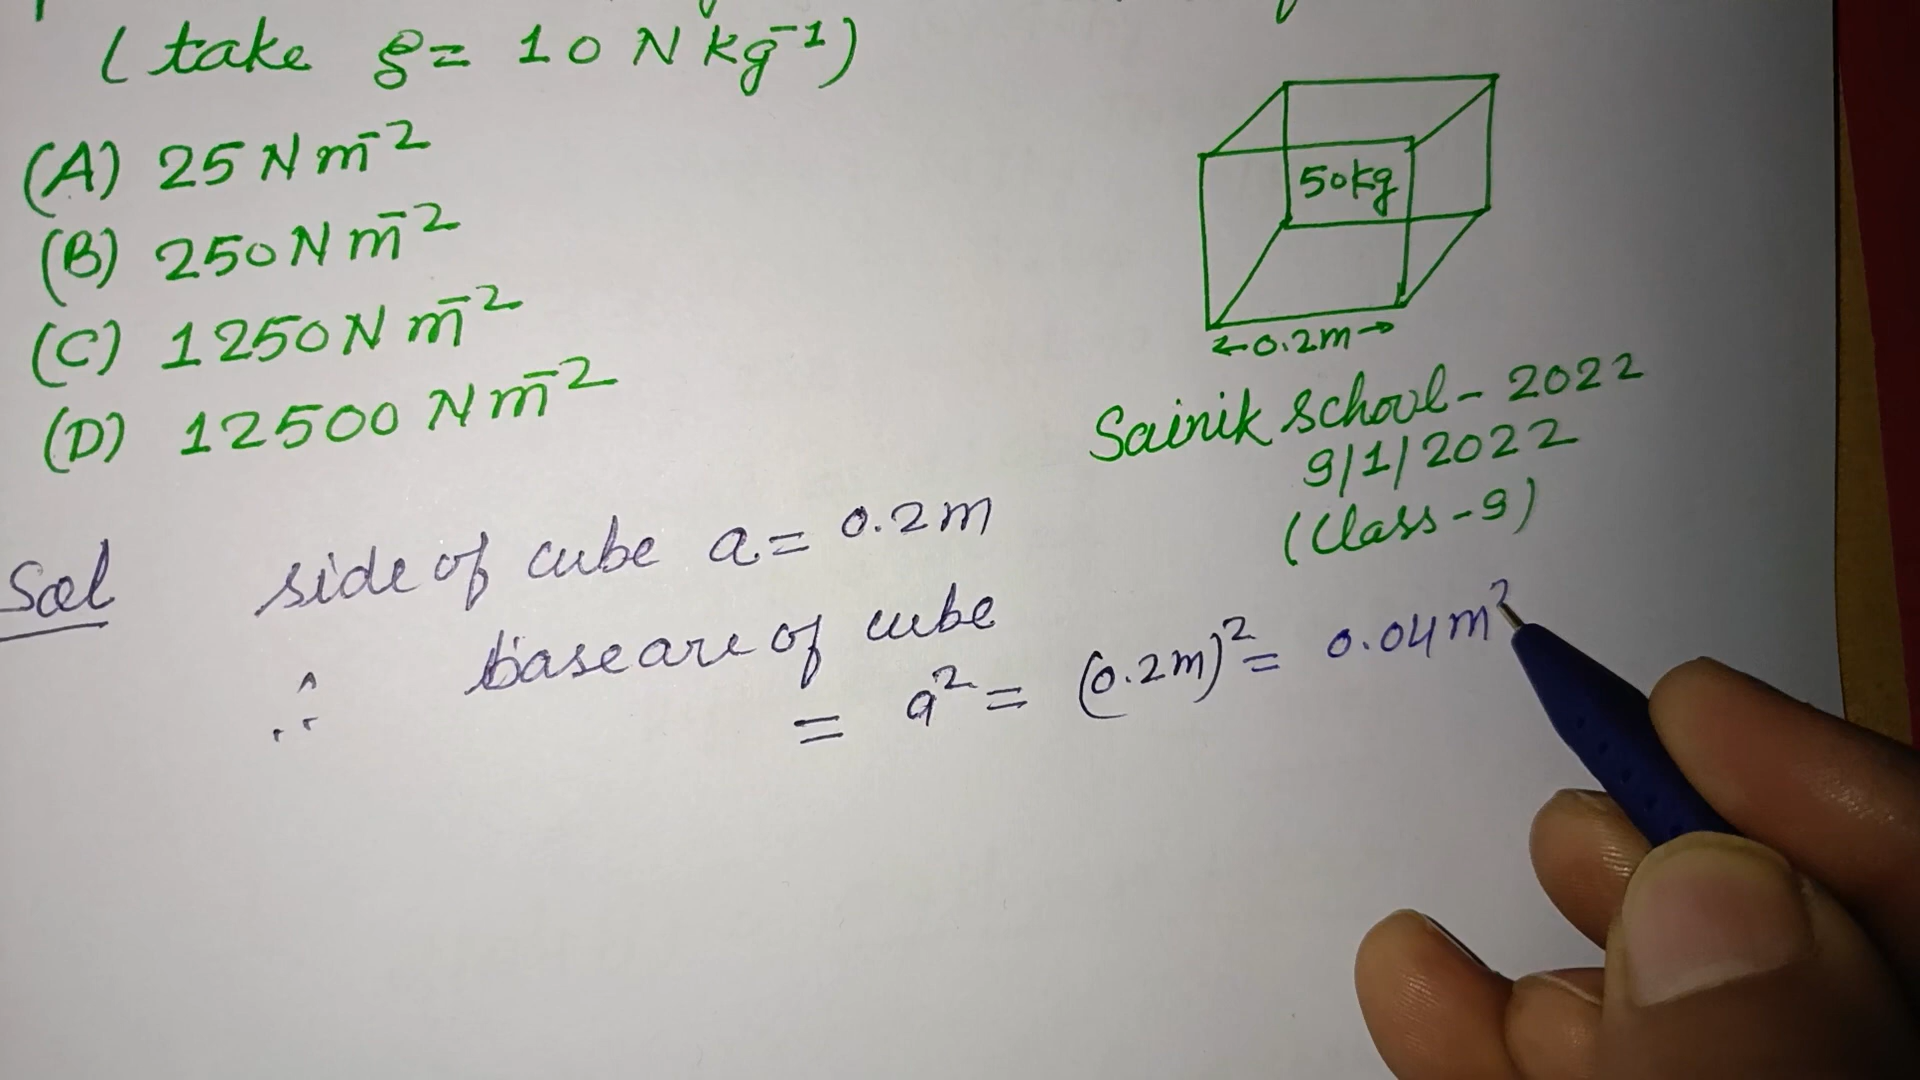 (take g = 10 N kg⁻¹)
(A) 25 N m⁻²
(B) 250 N m⁻²
(C) 1250 N m⁻²
(D) 12500 N m⁻²
50kg
←0.2m→
Sainik School - 2022
9/1/2022
(Class - 9)
Sol side of cube a = 0.2m
∴ base are of cube
= a² = (0.2m)² = 0.04 m²